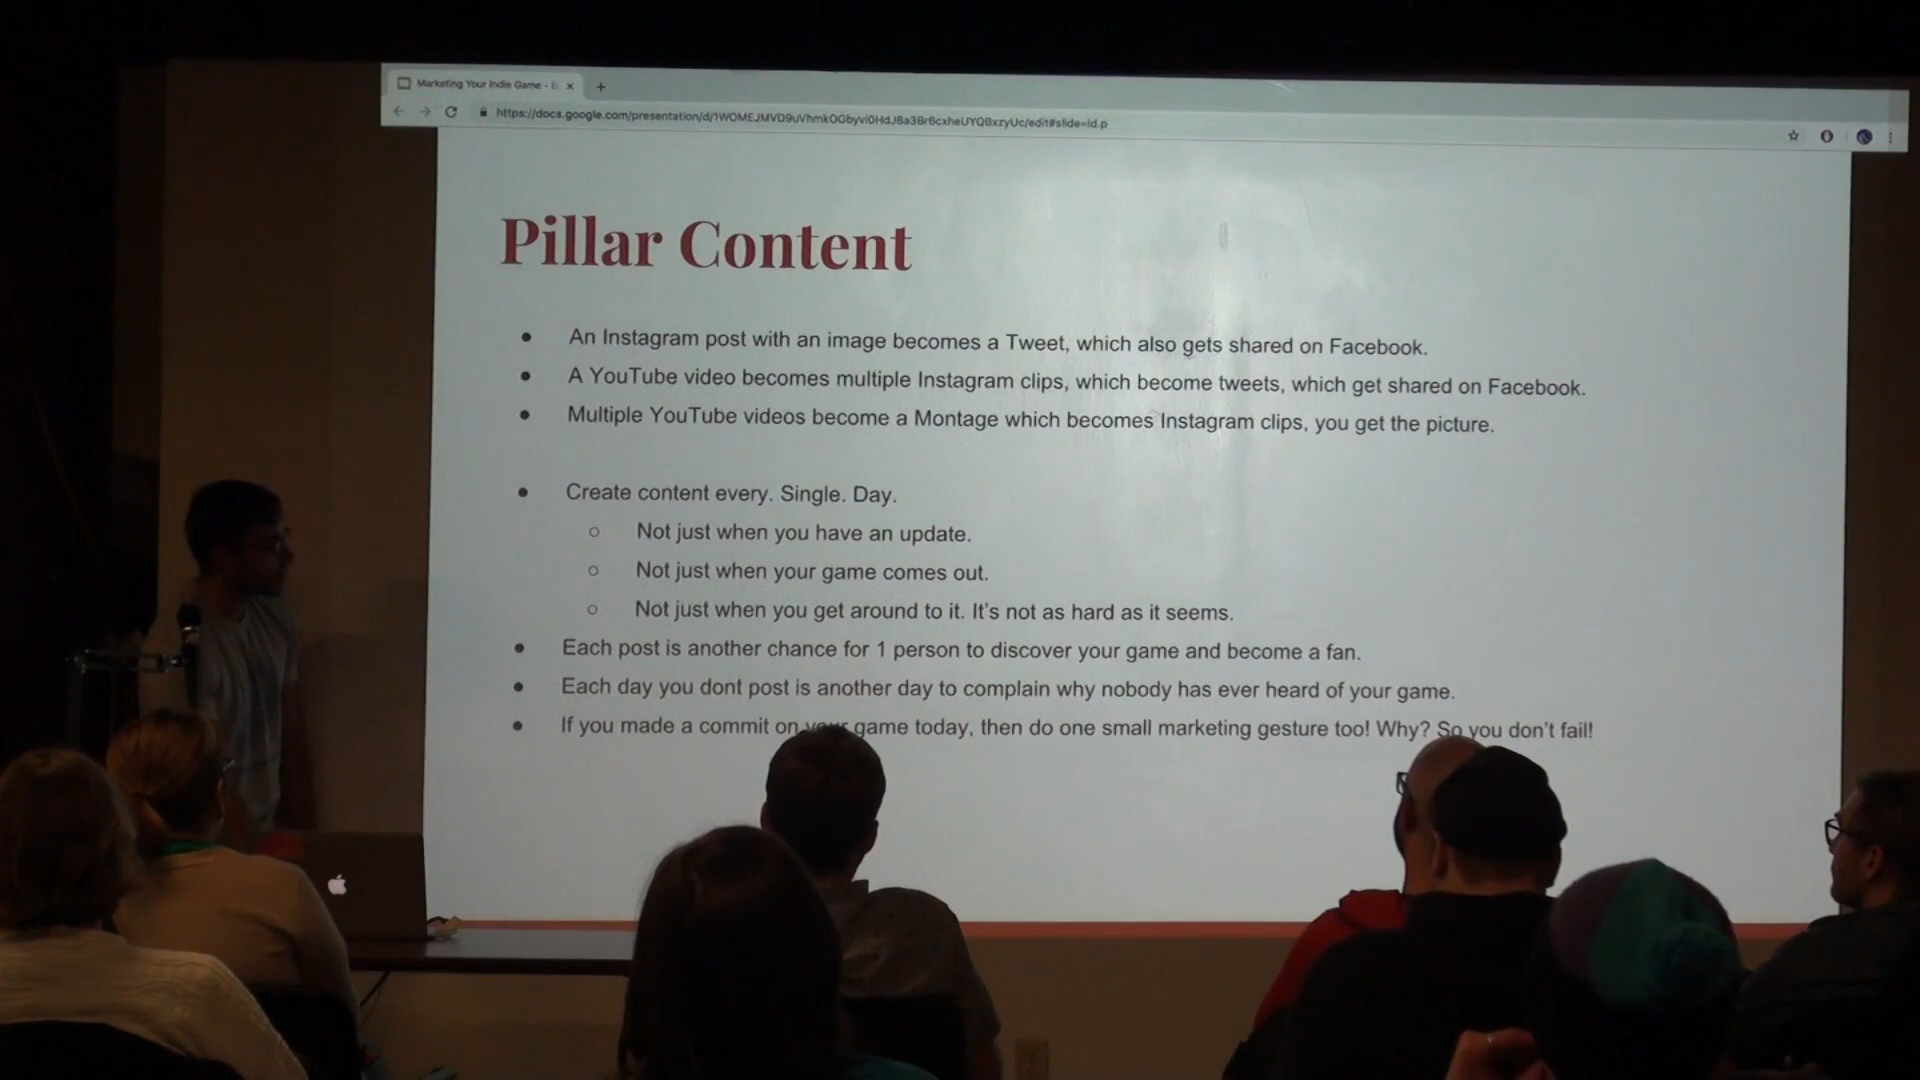 Marketing Your Indie Game -
https://docs.google.com/presentation/d/1WOMEJMVD9uVhmkOGbyvi0HdJ8a3Br6cxheUYQBxzyUc/edit#slide=id.p
Pillar Content
● An Instagram post with an image becomes a Tweet, which also gets shared on Facebook.
● A YouTube video becomes multiple Instagram clips, which become tweets, which get shared on Facebook.
● Multiple YouTube videos become a Montage which becomes Instagram clips, you get the picture.
● Create content every. Single. Day.
○ Not just when you have an update.
○ Not just when your game comes out.
○ Not just when you get around to it. It's not as hard as it seems.
● Each post is another chance for 1 person to discover your game and become a fan.
● Each day you dont post is another day to complain why nobody has ever heard of your game.
● If you made a commit on your game today, then do one small marketing gesture too! Why? So you don't fail!